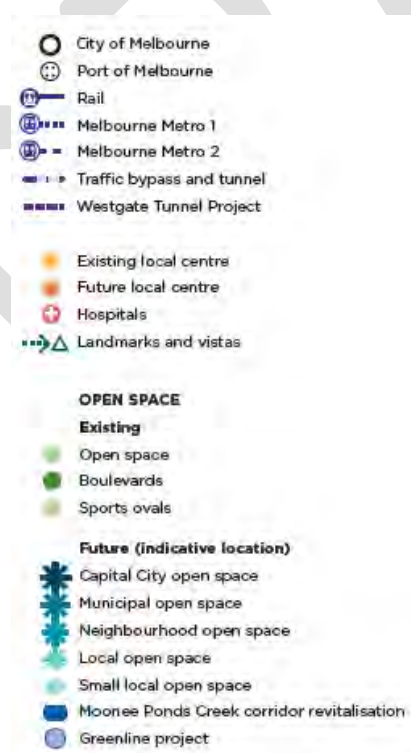 City of Melbourne
Port of Melbourne
Rail
Melbourne Metro 1
Melbourne Metro 2
Traffic bypass and tunnel
Westgate Tunnel Project
Existing local centre
Future local centre
Hospitals
Landmarks and vistas
OPEN SPACE
Existing
Open space
Boulevards
Sports ovals
Future (indicative location)
Capital City open space
Municipal open space
Neighbourhood open space
Local open space
Small local open space
Moonee Ponds Creek corridor revitalisation
Greenline project